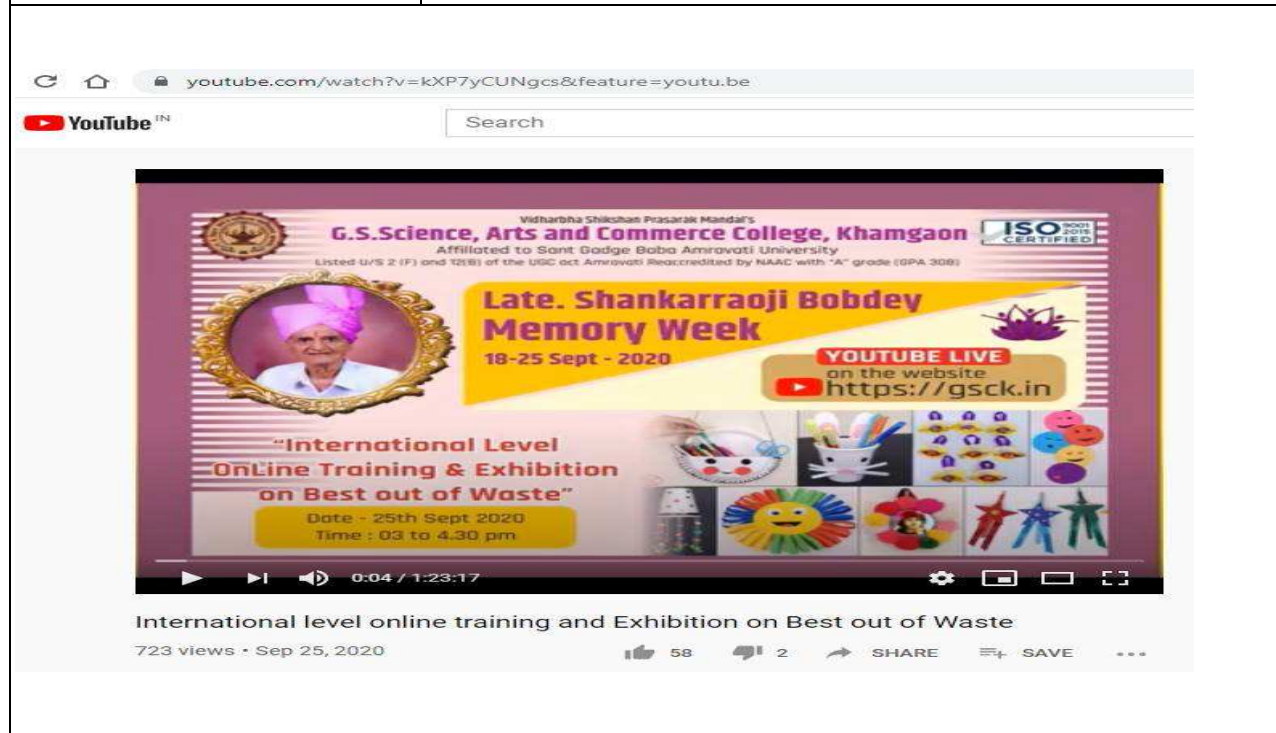 youtube.com/watch?v=kXP7yCUNgcs&feature=youtu.be
YouTube IN
Search
Vidharbha Shikshan Prasarak Mandal's
G.S.Science, Arts and Commerce College, Khamgaon
ISO 9001 2015
CERTIFIED
Affillated to Sant Gadge Baba Amravati University
Listed U/S 2 (F) and 12(B) of the UGC act Amravati Reaccredited by NAAC with "A" grade (GPA 308)
Late. Shankarraoji Bobdey
Memory Week
18-25 Sept - 2020
YOUTUBE LIVE
on the website
https://gsck.in
"International Level
OnLine Training & Exhibition
on Best out of Waste"
Date - 25th Sept 2020
Time : 03 to 4.30 pm
0:04 / 1:23:17
International level online training and Exhibition on Best out of Waste
723 views • Sep 25, 2020
58
2
SHARE
SAVE